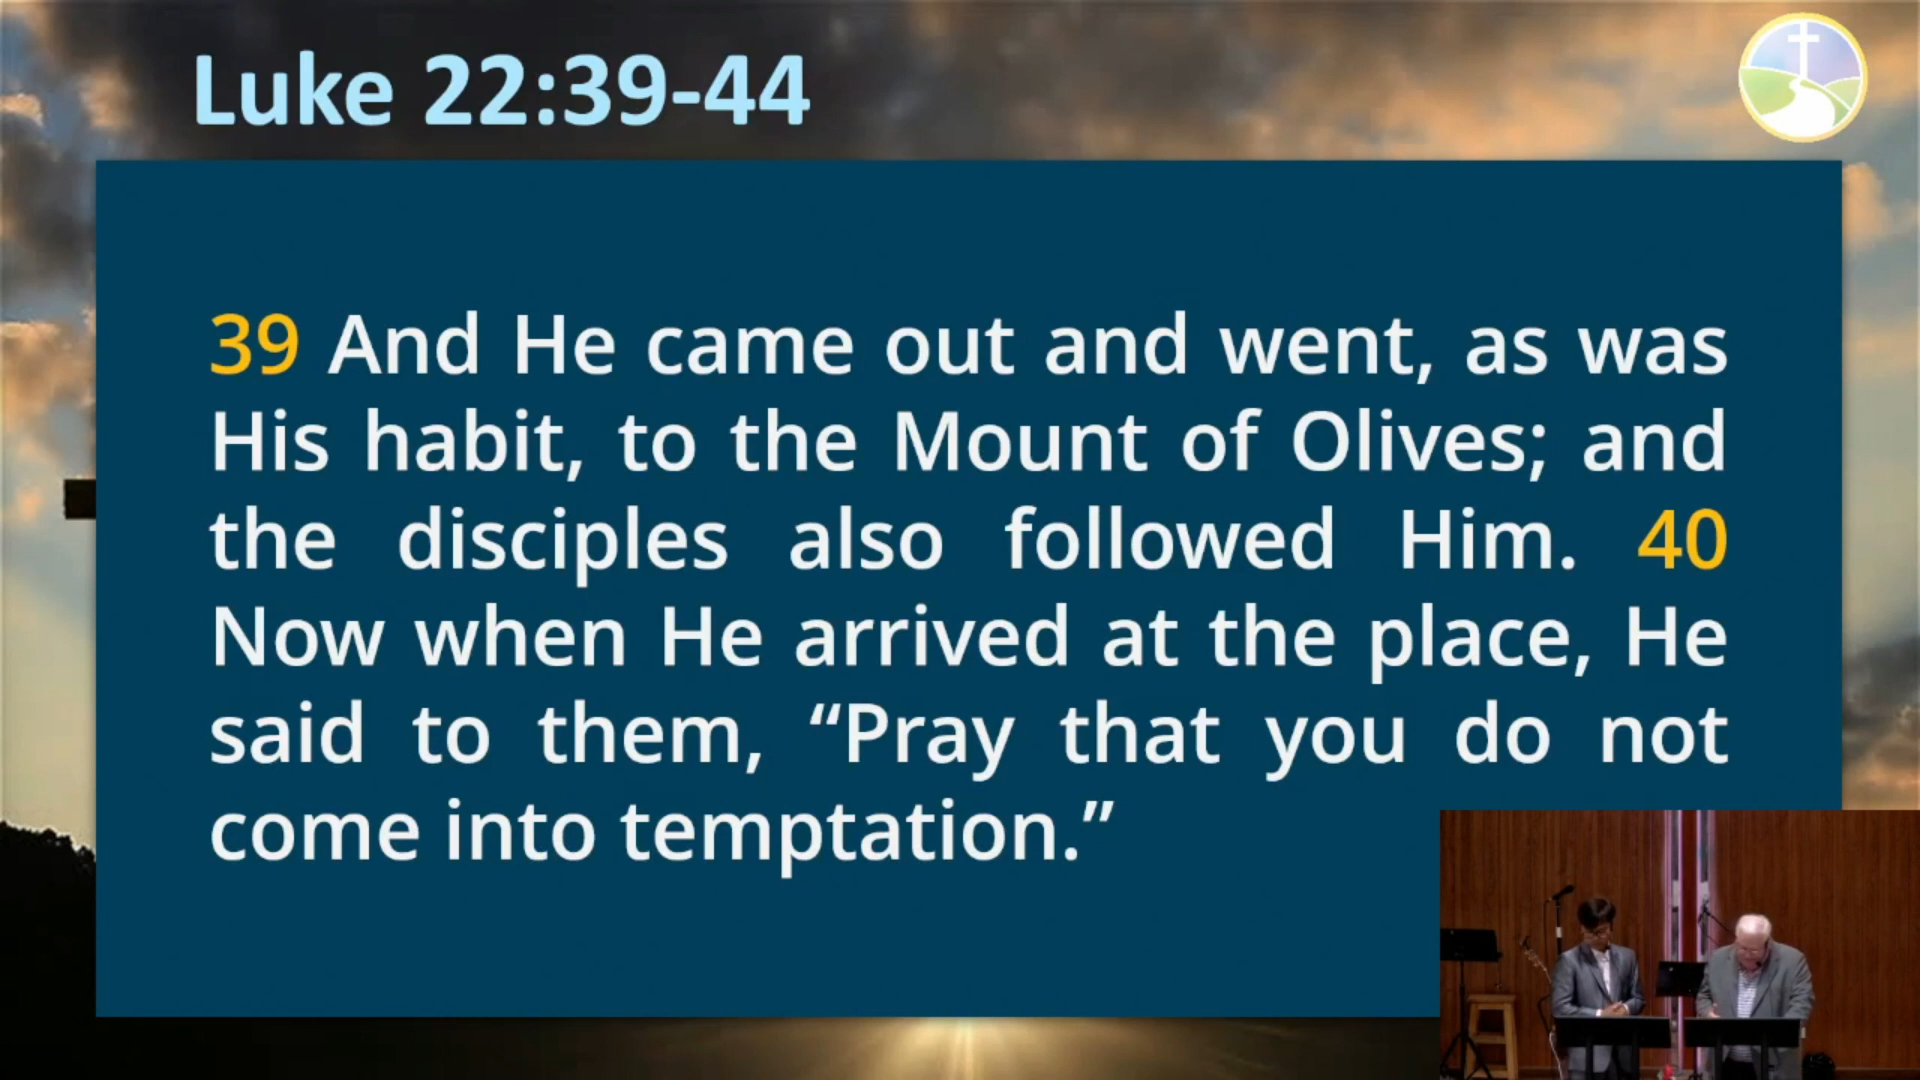 Luke 22:39-44
39 And He came out and went, as was
His habit, to the Mount of Olives; and
the disciples also followed Him. 40
Now when He arrived at the place, He
said to them, “Pray that you do not
come into temptation.”